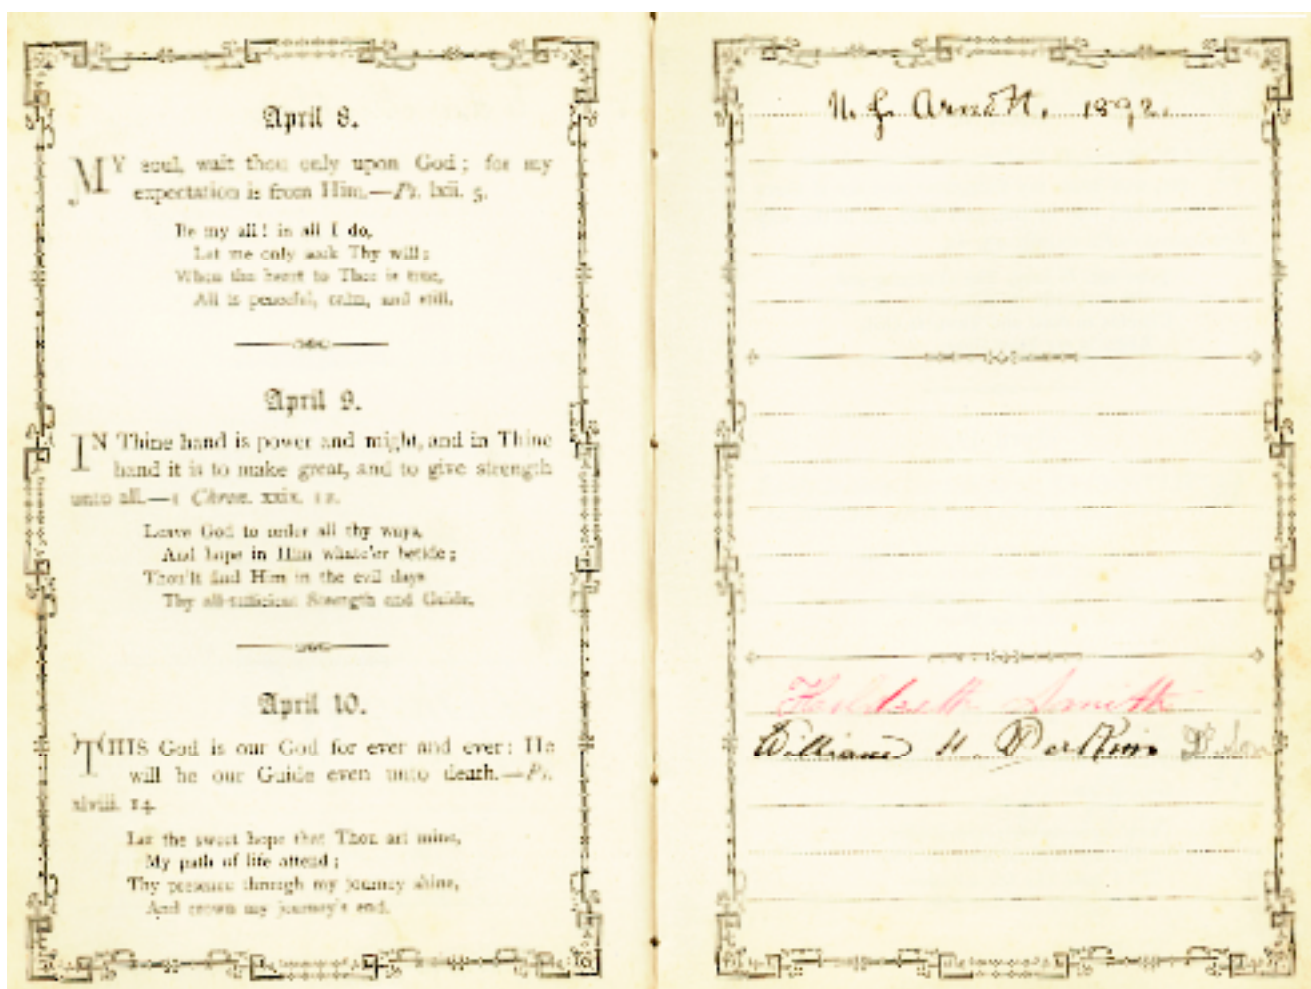 April 8.
MY soul, wait thou only upon God; for my
expectation is from Him.—Ps. lxii. 5.
Be my all! in all I do,
Let me only seek Thy will;
When the heart to Thee is true,
All is peaceful, calm, and still.
April 9.
IN Thine hand is power and might, and in Thine
hand it is to make great, and to give strength
unto all.—1 Chron. xxix. 12.
Leave God to order all thy ways,
And hope in Him whate'er betide;
Thou'lt find Him in the evil days
Thy all-sufficient Strength and Guide.
April 10.
THIS God is our God for ever and ever: He
will be our Guide even unto death.—Ps.
xlviii. 14.
Let the sweet hope that Thou art mine,
My path of life attend;
Thy presence through my journey shine,
And crown my journey's end.
Arnett. 1892.
Smith
William H. Perkins